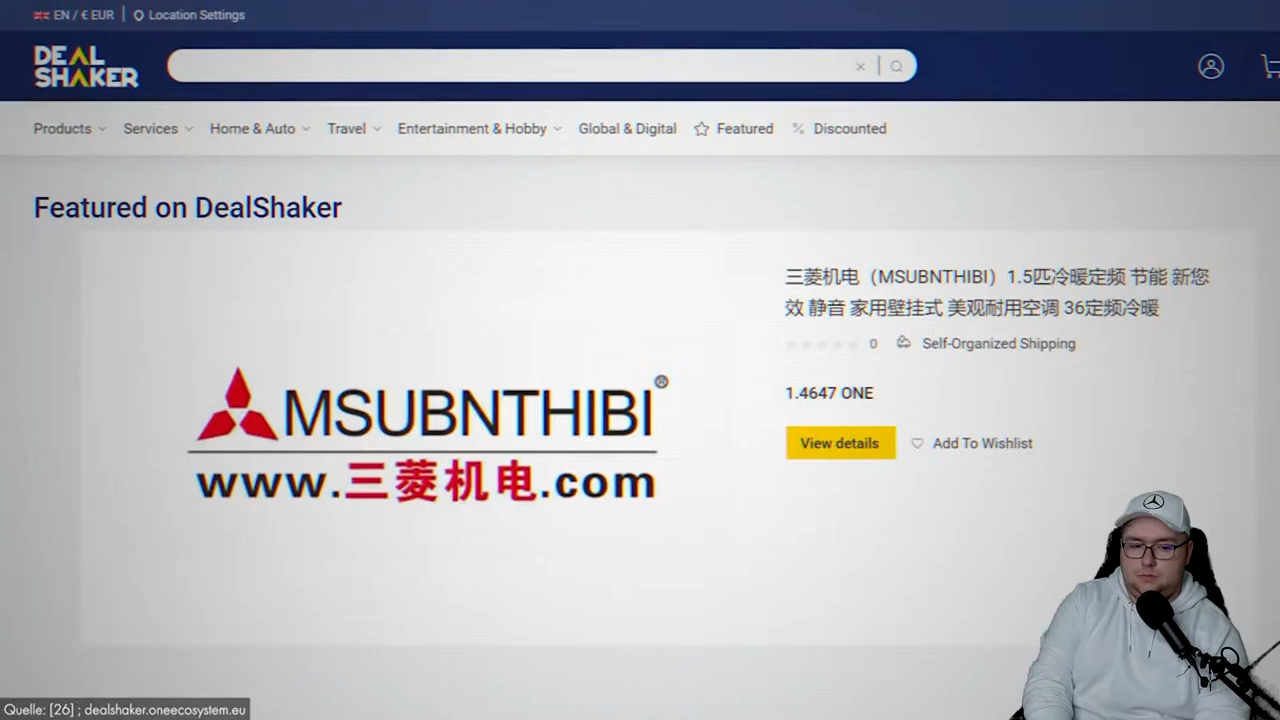 EN / € EUR
Location Settings
DEAL
SHAKER
Products
Services
Home & Auto
Travel
Entertainment & Hobby
Global & Digital
Featured
Discounted
Featured on DealShaker
MSUBNTHIBI®
www.三菱机电.com
三菱机电（MSUBNTHIBI）1.5匹冷暖定频 节能 新您
效 静音 家用壁挂式 美观耐用空调 36定频冷暖
0
Self-Organized Shipping
1.4647 ONE
View details
Add To Wishlist
Quelle: [26] ; dealshaker.oneecosystem.eu